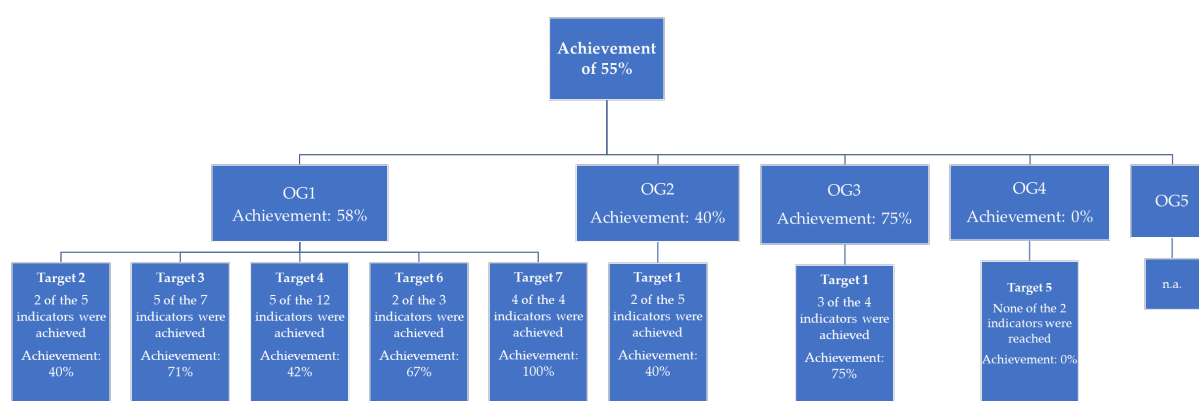 Achievement
of 55%
OG1
Achievement: 58%
OG2
Achievement: 40%
OG3
Achievement: 75%
OG4
Achievement: 0%
OG5
Target 2
2 of the 5
indicators were
achieved
Achievement:
40%
Target 3
5 of the 7
indicators were
achieved
Achievement:
71%
Target 4
5 of the 12
indicators were
achieved
Achievement:
42%
Target 6
2 of the 3
indicators were
achieved
Achievement:
67%
Target 7
4 of the 4
indicators were
achieved
Achievement:
100%
Target 1
2 of the 5
indicators were
achieved
Achievement:
40%
Target 1
3 of the 4
indicators were
achieved
Achievement:
75%
Target 5
None of the 2
indicators were
reached
Achievement: 0%
n.a.